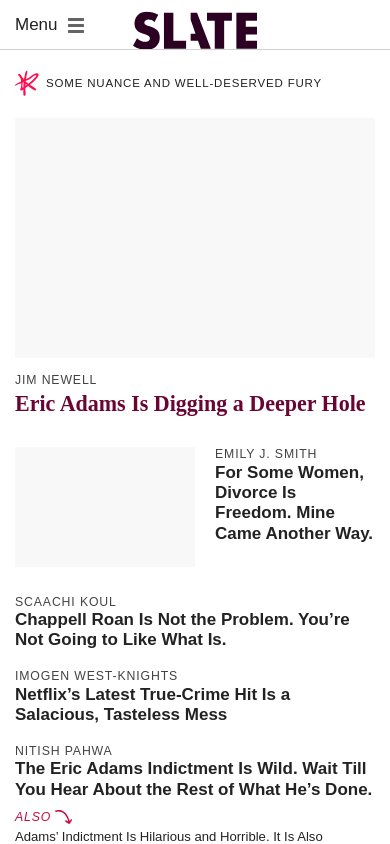 Menu
SLATE
SOME NUANCE AND WELL-DESERVED FURY
JIM NEWELL
Eric Adams Is Digging a Deeper Hole
EMILY J. SMITH
For Some Women,
Divorce Is
Freedom. Mine
Came Another Way.
SCAACHI KOUL
Chappell Roan Is Not the Problem. You’re
Not Going to Like What Is.
IMOGEN WEST-KNIGHTS
Netflix’s Latest True-Crime Hit Is a
Salacious, Tasteless Mess
NITISH PAHWA
The Eric Adams Indictment Is Wild. Wait Till
You Hear About the Rest of What He’s Done.
ALSO
Adams’ Indictment Is Hilarious and Horrible. It Is Also